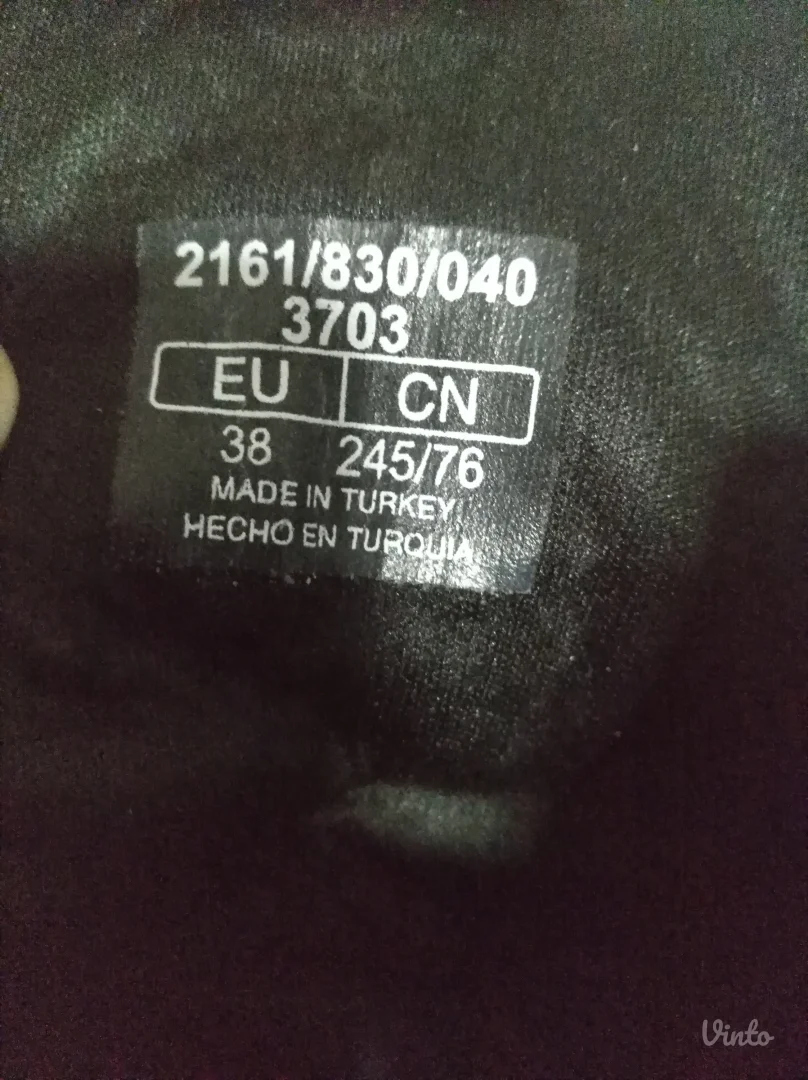 2161/830/040
3703
EU CN
38 245/76
MADE IN TURKEY
HECHO EN TURQUIA
Vinto